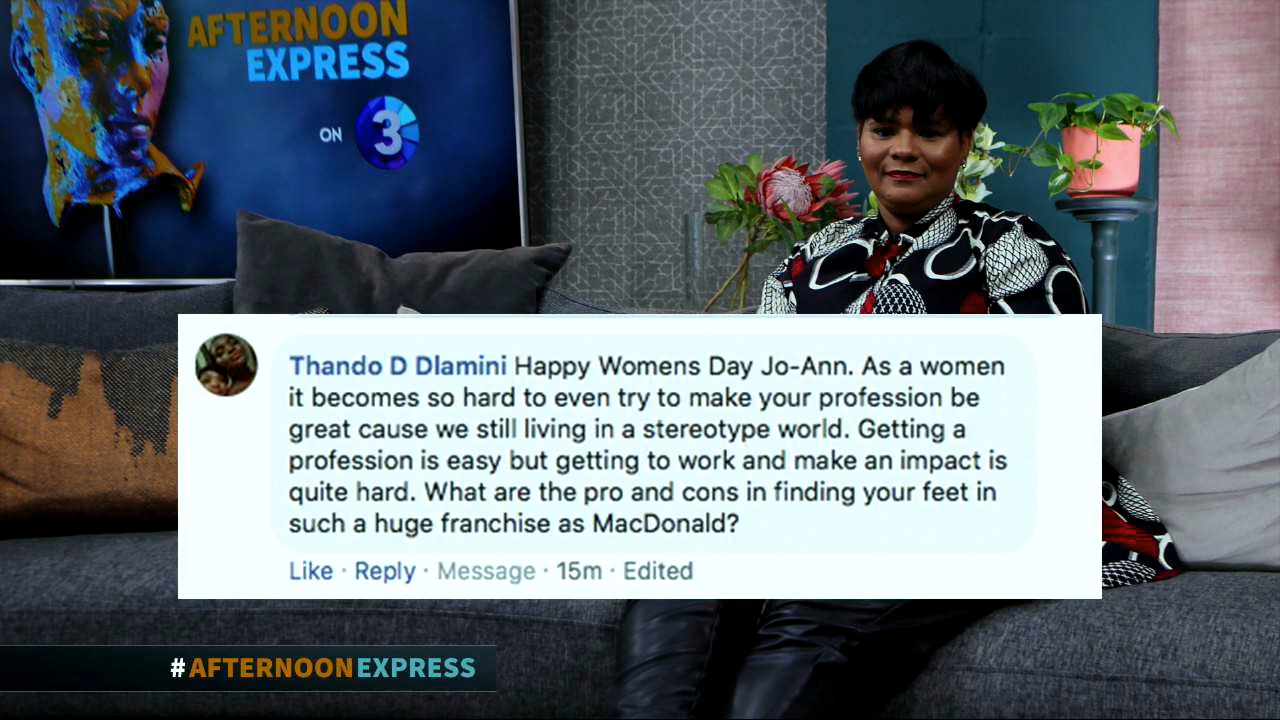 AFTERNOON
EXPRESS
ON 3
Thando D Dlamini Happy Womens Day Jo-Ann. As a women
it becomes so hard to even try to make your profession be
great cause we still living in a stereotype world. Getting a
profession is easy but getting to work and make an impact is
quite hard. What are the pro and cons in finding your feet in
such a huge franchise as MacDonald?
Like · Reply · Message · 15m · Edited
#AFTERNOONEXPRESS